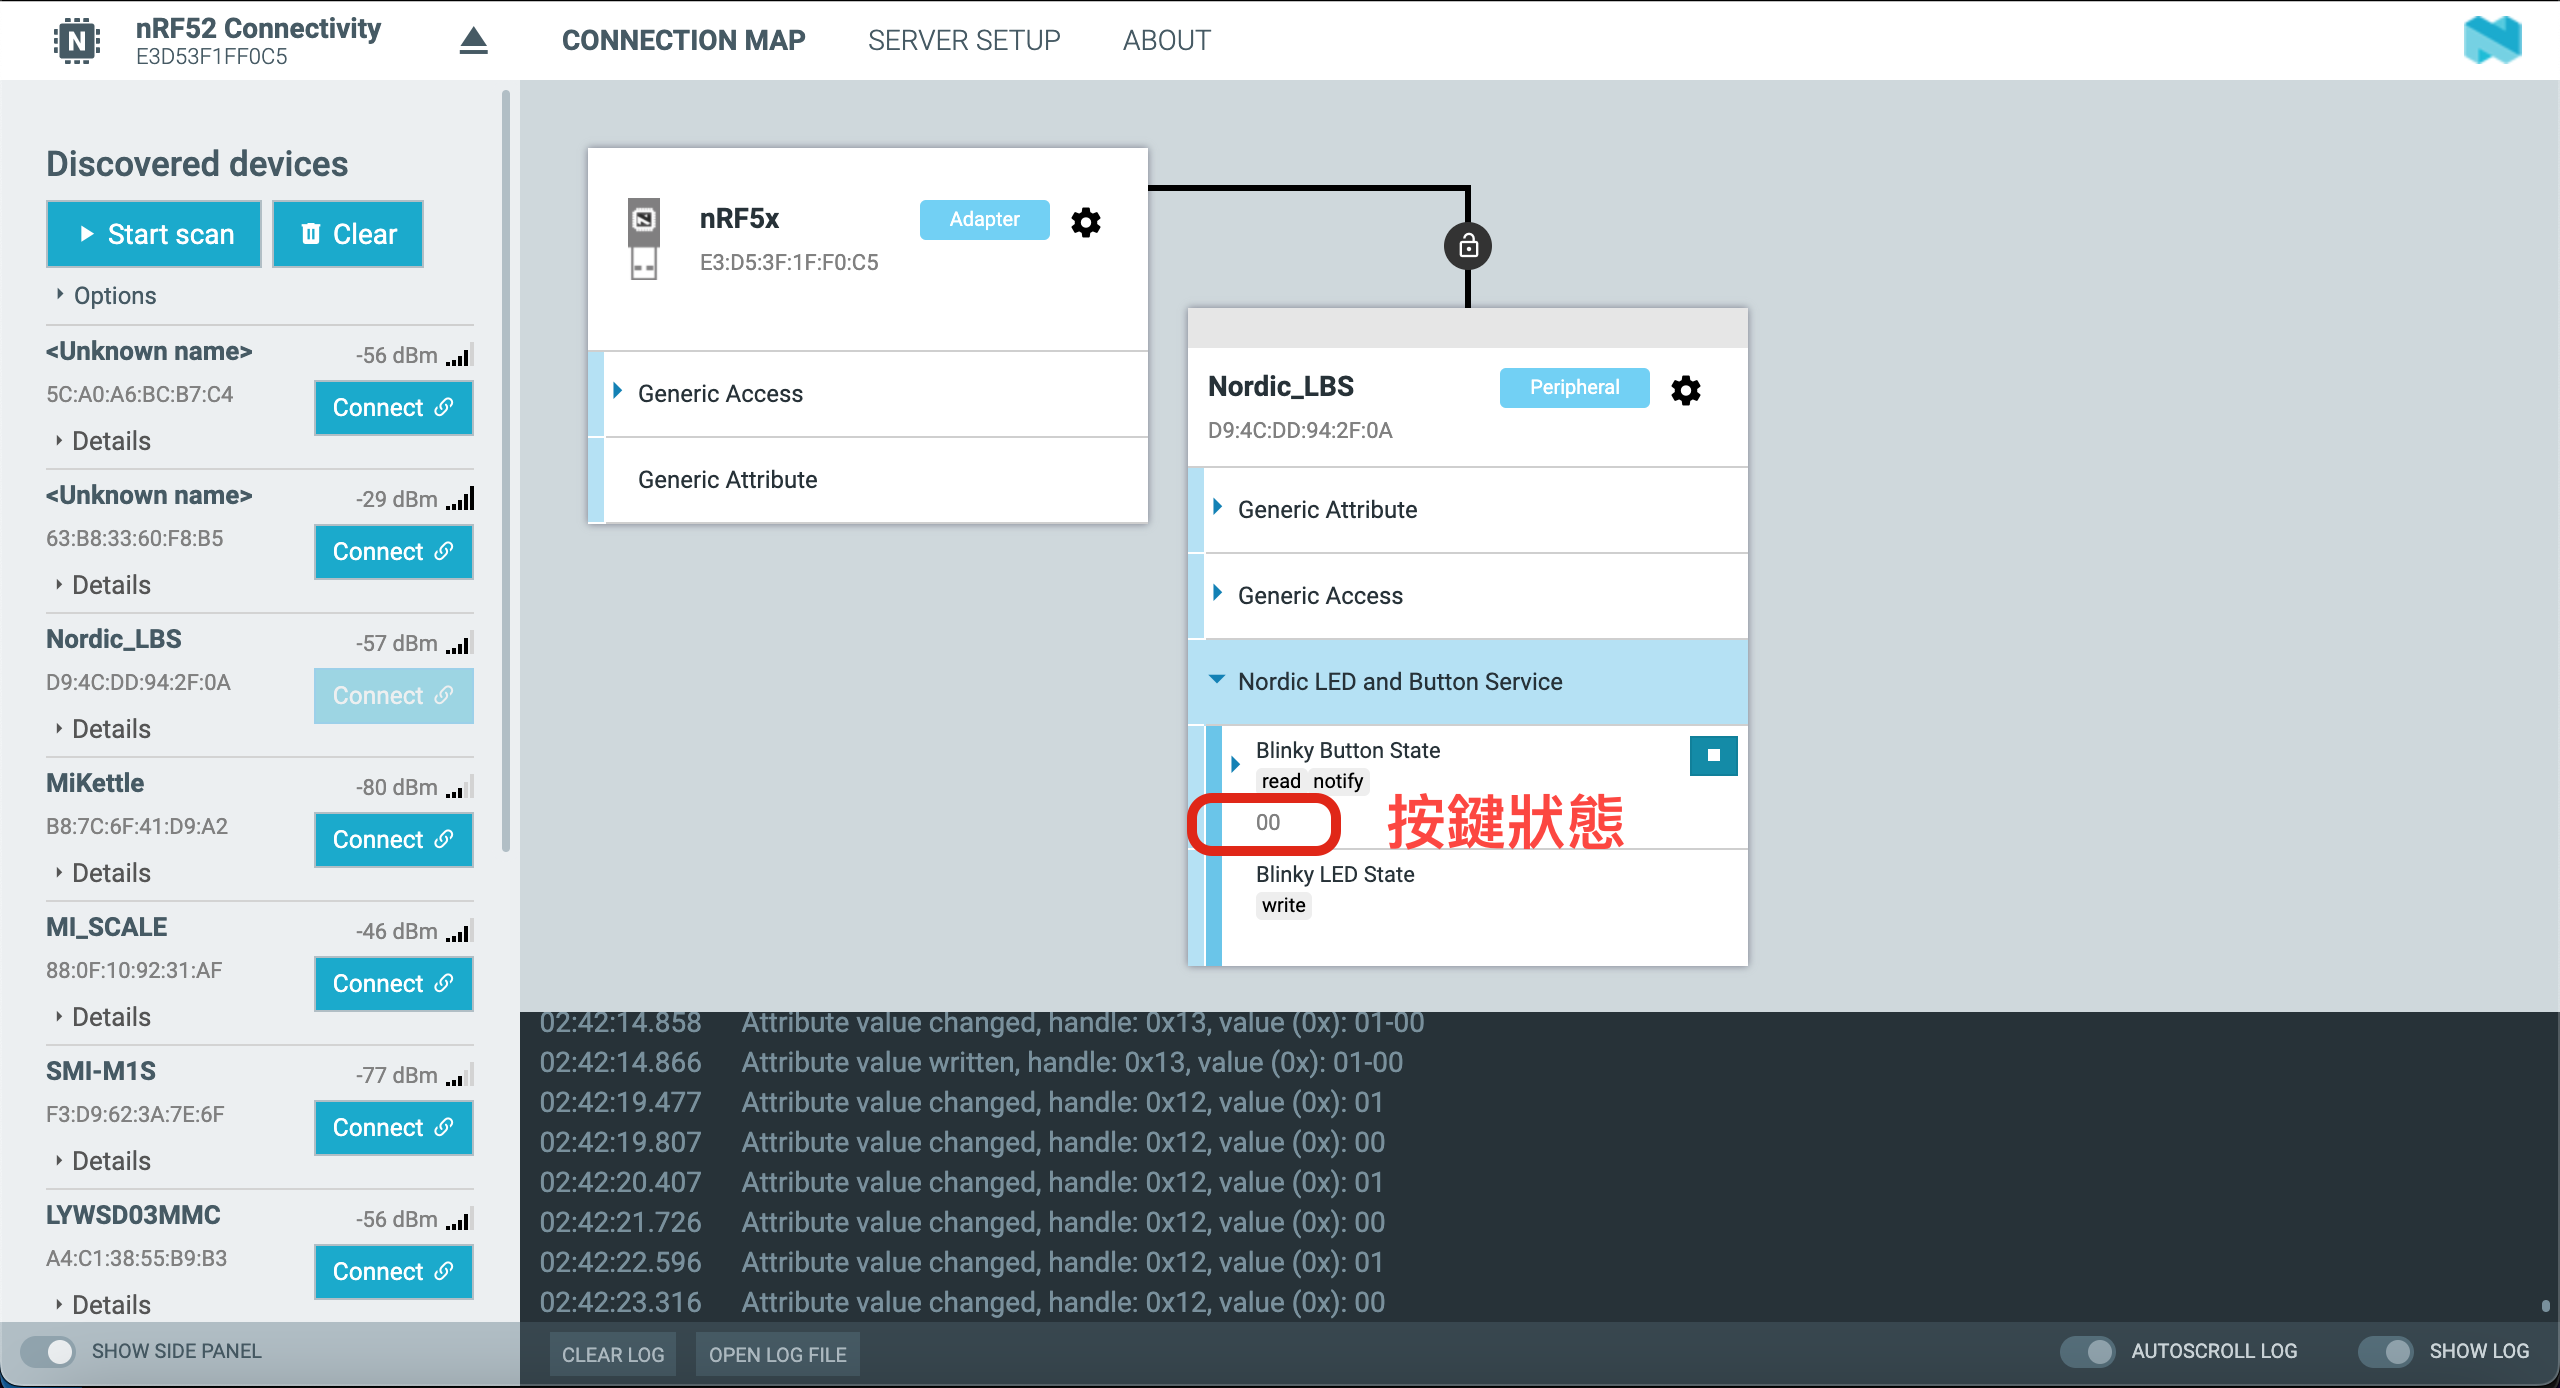 nRF52 Connectivity
E3D53F1FF0C5
CONNECTION MAP
SERVER SETUP
ABOUT
Discovered devices
Start scan
Clear
Options
<Unknown name>
-56 dBm
5C:A0:A6:BC:B7:C4
Connect
Details
<Unknown name>
-29 dBm
63:B8:33:60:F8:B5
Connect
Details
Nordic_LBS
-57 dBm
D9:4C:DD:94:2F:0A
Connect
Details
MiKettle
-80 dBm
B8:7C:6F:41:D9:A2
Connect
Details
MI_SCALE
-46 dBm
88:0F:10:92:31:AF
Connect
Details
SMI-M1S
-77 dBm
F3:D9:62:3A:7E:6F
Connect
Details
LYWSD03MMC
-56 dBm
A4:C1:38:55:B9:B3
Connect
Details
SHOW SIDE PANEL
nRF5x
Adapter
E3:D5:3F:1F:F0:C5
Generic Access
Generic Attribute
Nordic_LBS
Peripheral
D9:4C:DD:94:2F:0A
Generic Attribute
Generic Access
Nordic LED and Button Service
Blinky Button State
read notify
00
按鍵狀態
Blinky LED State
write
02:42:14.858 Attribute value changed, handle: 0x13, value (0x): 01-00
02:42:14.866 Attribute value written, handle: 0x13, value (0x): 01-00
02:42:19.477 Attribute value changed, handle: 0x12, value (0x): 01
02:42:19.807 Attribute value changed, handle: 0x12, value (0x): 00
02:42:20.407 Attribute value changed, handle: 0x12, value (0x): 01
02:42:21.726 Attribute value changed, handle: 0x12, value (0x): 00
02:42:22.596 Attribute value changed, handle: 0x12, value (0x): 01
02:42:23.316 Attribute value changed, handle: 0x12, value (0x): 00
CLEAR LOG
OPEN LOG FILE
AUTOSCROLL LOG
SHOW LOG